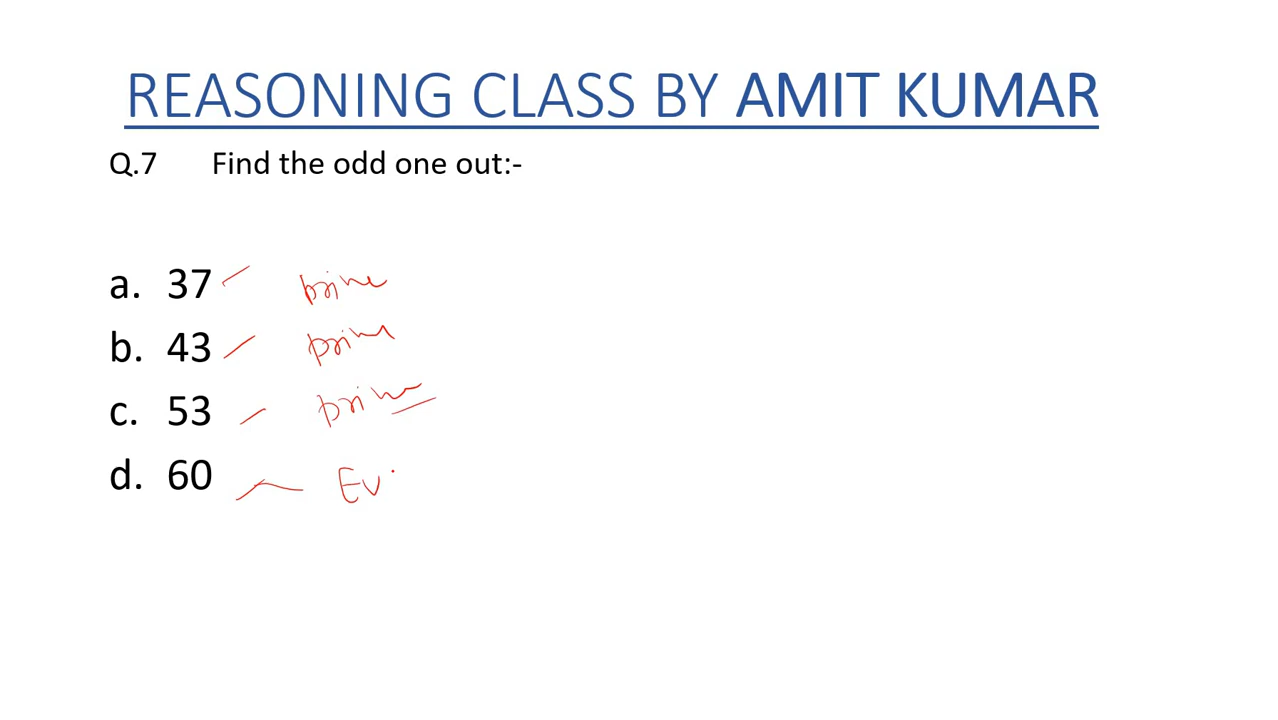 REASONING CLASS BY AMIT KUMAR
Q.7 Find the odd one out:-
a. 37 prime
b. 43 prime
c. 53 prime
d. 60 Ev